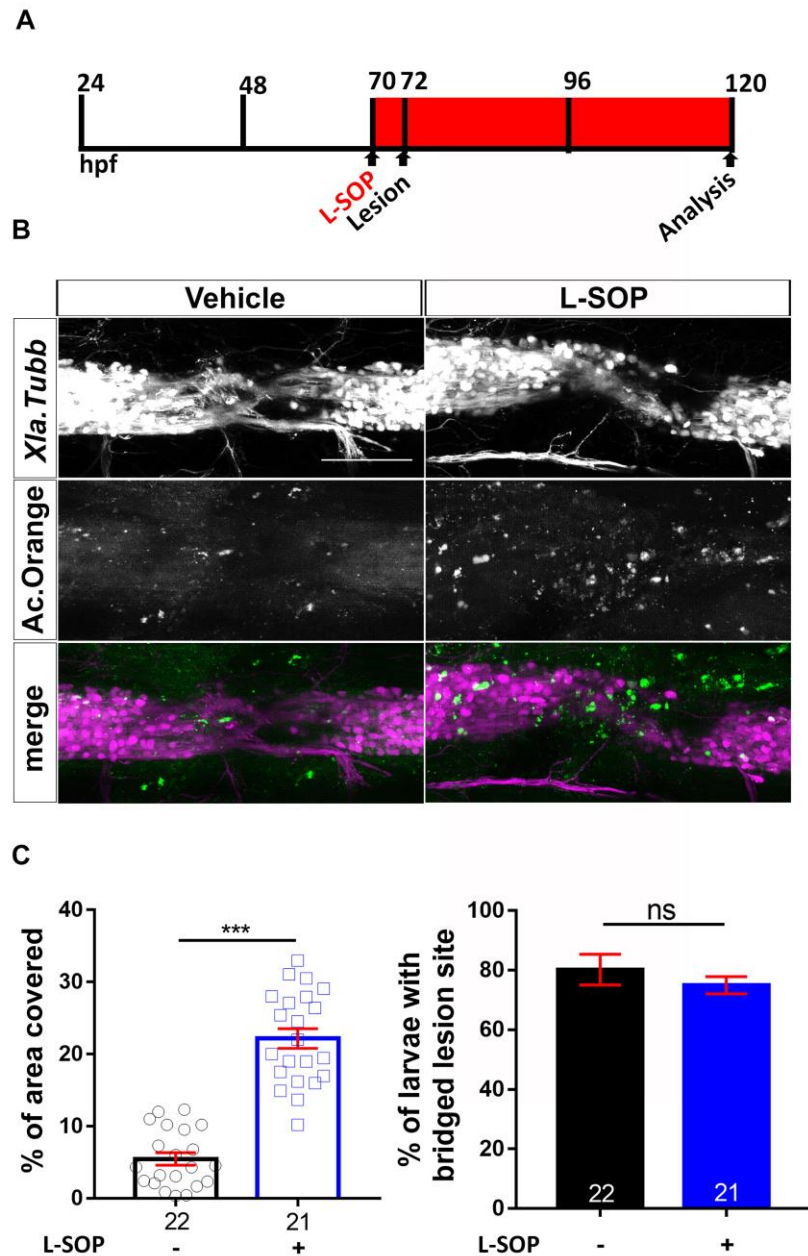 A
24 48 70 72 96 120
hpf
L-SOP
Lesion
Analysis
B
Vehicle L-SOP
Xla.Tubb
Ac.Orange
merge
C
% of area covered
40
30
20
10
0
***
22 21
L-SOP - +
% of larvae with
bridged lesion site
100
80
60
40
20
0
ns
22 21
L-SOP - +